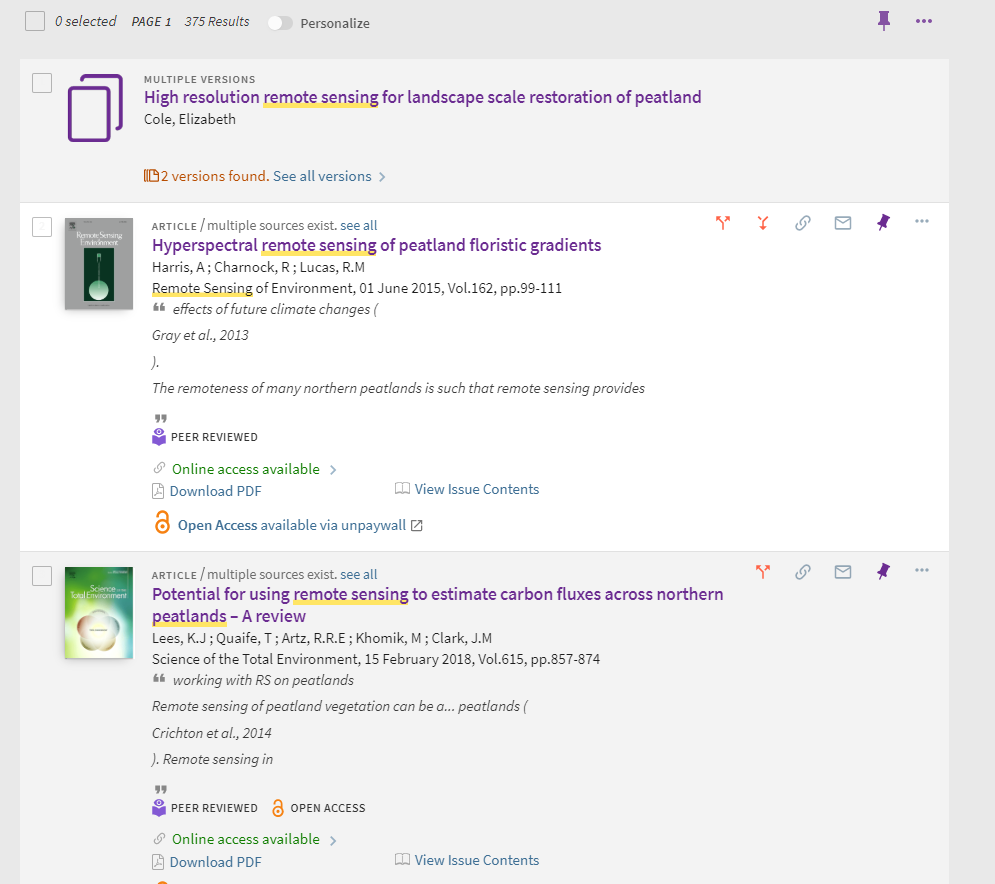 0 selected PAGE 1 375 Results Personalize
MULTIPLE VERSIONS
High resolution remote sensing for landscape scale restoration of peatland
Cole, Elizabeth
2 versions found. See all versions
ARTICLE / multiple sources exist. see all
Hyperspectral remote sensing of peatland floristic gradients
Harris, A ; Charnock, R ; Lucas, R.M
Remote Sensing of Environment, 01 June 2015, Vol.162, pp.99-111
❝ effects of future climate changes (
Gray et al., 2013
).
The remoteness of many northern peatlands is such that remote sensing provides
❞
PEER REVIEWED
Online access available
Download PDF View Issue Contents
Open Access available via unpaywall
Remote Sensing
Environment
ARTICLE / multiple sources exist. see all
Potential for using remote sensing to estimate carbon fluxes across northern
peatlands – A review
Lees, K.J ; Quaife, T ; Artz, R.R.E ; Khomik, M ; Clark, J.M
Science of the Total Environment, 15 February 2018, Vol.615, pp.857-874
❝ working with RS on peatlands
Remote sensing of peatland vegetation can be a... peatlands (
Crichton et al., 2014
). Remote sensing in
❞
PEER REVIEWED OPEN ACCESS
Online access available
Download PDF View Issue Contents
Science
Total Environment